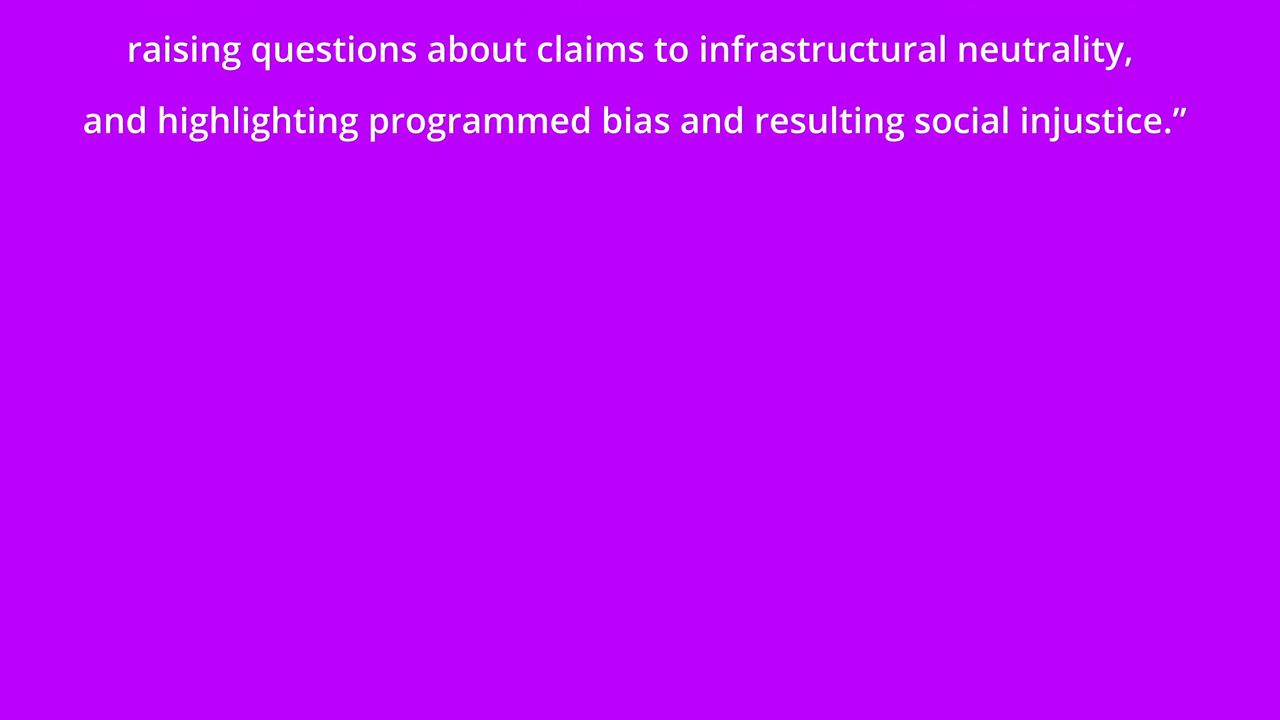 raising questions about claims to infrastructural neutrality,
and highlighting programmed bias and resulting social injustice.”